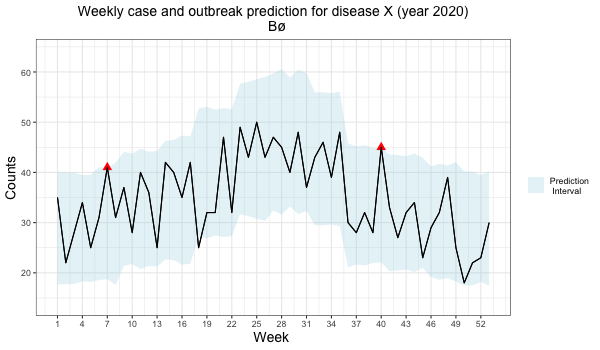 Weekly case and outbreak prediction for disease X (year 2020)
Bø
Counts
60
50
40
30
20
1 4 7 10 13 16 19 22 25 28 31 34 37 40 43 46 49 52
Week
Prediction
Interval